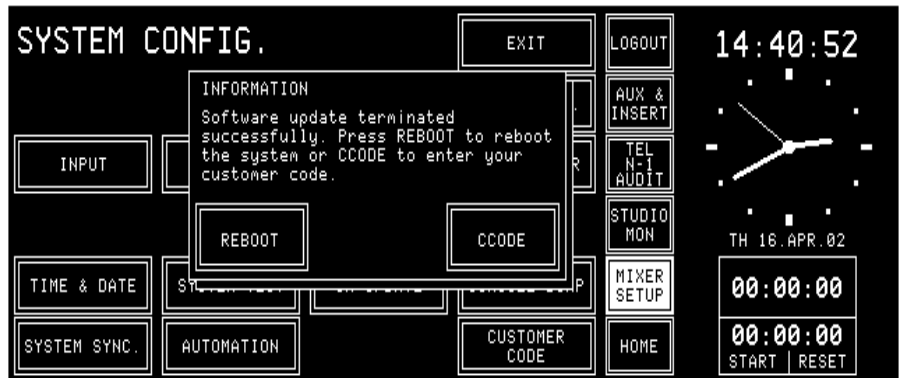 SYSTEM CONFIG.
EXIT
LOGOUT
14:40:52
INFORMATION
Software update terminated
successfully. Press REBOOT to reboot
the system or CCODE to enter your
customer code.
REBOOT
CCODE
AUX &
INSERT
INPUT
R
TEL
N-1
AUDIT
STUDIO
MON
TH 16.APR.02
TIME & DATE
MIXER
SETUP
00:00:00
SYSTEM SYNC.
AUTOMATION
CUSTOMER
CODE
HOME
00:00:00
START | RESET